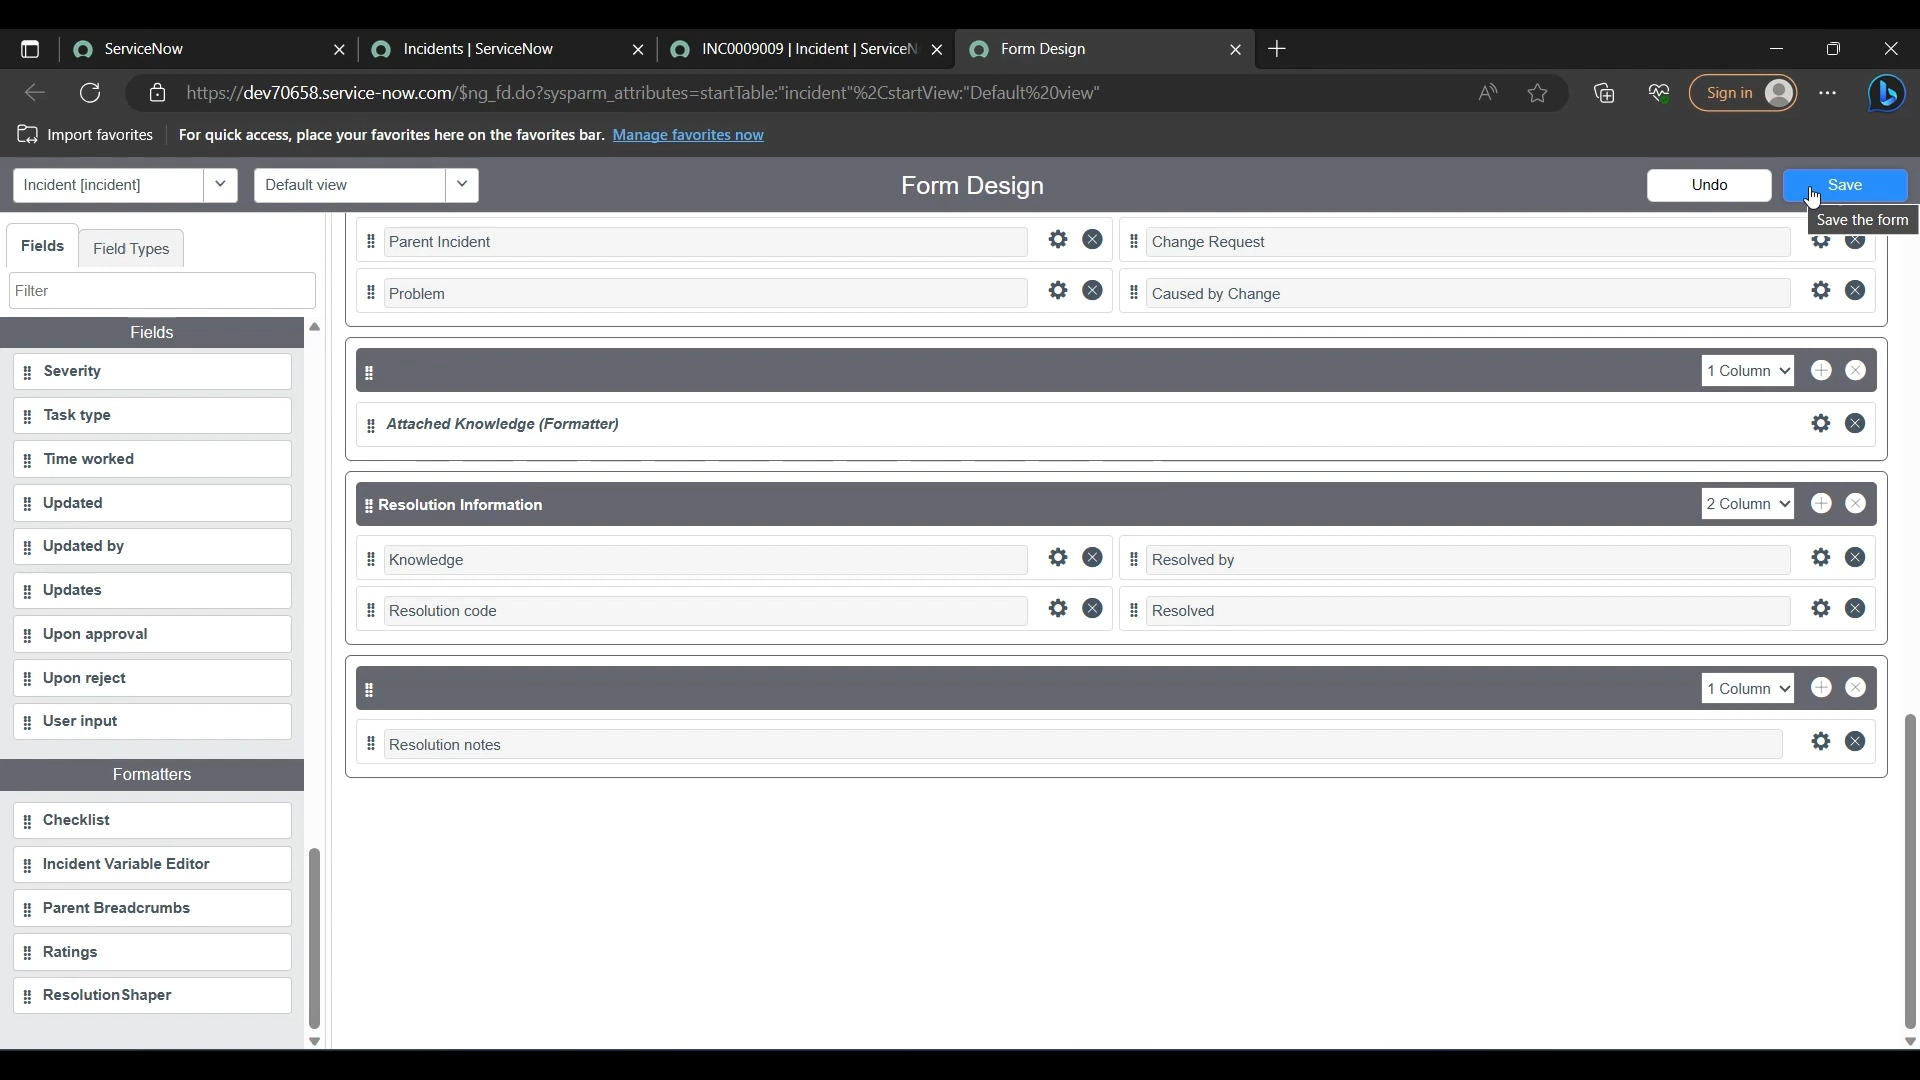 ServiceNow
Incidents | ServiceNow
INC0009009 | Incident | ServiceN
Form Design
https://dev70658.service-now.com/$ng_fd.do?sysparm_attributes=startTable:"incident"%2CstartView:"Default%20view"
Sign in
Import favorites
For quick access, place your favorites here on the favorites bar. Manage favorites now
Incident [incident]
Default view
Form Design
Undo
Save
Save the form
Fields
Field Types
Filter
Fields
Severity
Task type
Time worked
Updated
Updated by
Updates
Upon approval
Upon reject
User input
Formatters
Checklist
Incident Variable Editor
Parent Breadcrumbs
Ratings
ResolutionShaper
Parent Incident
Change Request
Problem
Caused by Change
1 Column
Attached Knowledge (Formatter)
Resolution Information
2 Column
Knowledge
Resolved by
Resolution code
Resolved
1 Column
Resolution notes